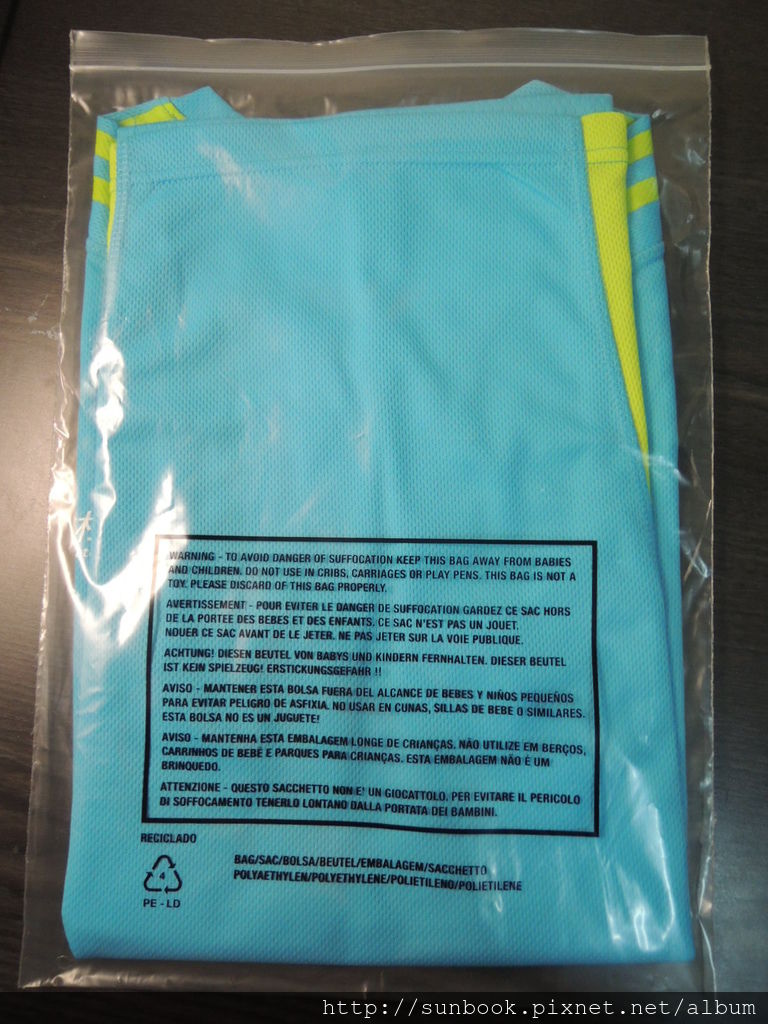 WARNING - TO AVOID DANGER OF SUFFOCATION KEEP THIS BAG AWAY FROM BABIES
AND CHILDREN. DO NOT USE IN CRIBS, CARRIAGES OR PLAY PENS. THIS BAG IS NOT A
TOY. PLEASE DISCARD OF THIS BAG PROPERLY.
AVERTISSEMENT - POUR EVITER LE DANGER DE SUFFOCATION GARDEZ CE SAC HORS
DE LA PORTEE DES BEBES ET DES ENFANTS. CE SAC N'EST PAS UN JOUET.
NOUER CE SAC AVANT DE LE JETER. NE PAS JETER SUR LA VOIE PUBLIQUE.
ACHTUNG! DIESEN BEUTEL VON BABYS UND KINDERN FERNHALTEN. DIESER BEUTEL
IST KEIN SPIELZEUG! ERSTICKUNGSGEFAHR !!
AVISO - MANTENER ESTA BOLSA FUERA DEL ALCANCE DE BEBES Y NIÑOS PEQUEÑOS
PARA EVITAR PELIGRO DE ASFIXIA. NO USAR EN CUNAS, SILLAS DE BEBE O SIMILARES.
ESTA BOLSA NO ES UN JUGUETE!
AVISO - MANTENHA ESTA EMBALAGEM LONGE DE CRIANÇAS. NÃO UTILIZE EM BERÇOS,
CARRINHOS DE BEBÊ E PARQUES PARA CRIANÇAS. ESTA EMBALAGEM NÃO É UM
BRINQUEDO.
ATTENZIONE - QUESTO SACCHETTO NON E' UN GIOCATTOLO. PER EVITARE IL PERICOLO
DI SOFFOCAMENTO TENERLO LONTANO DALLA PORTATA DEI BAMBINI.
RECICLADO
4
PE - LD
BAG/SAC/BOLSA/BEUTEL/EMBALAGEM/SACCHETTO
POLYAETHYLEN/POLYETHYLENE/POLIETILENO/POLIETILENE
http://sunbook.pixnet.net/album